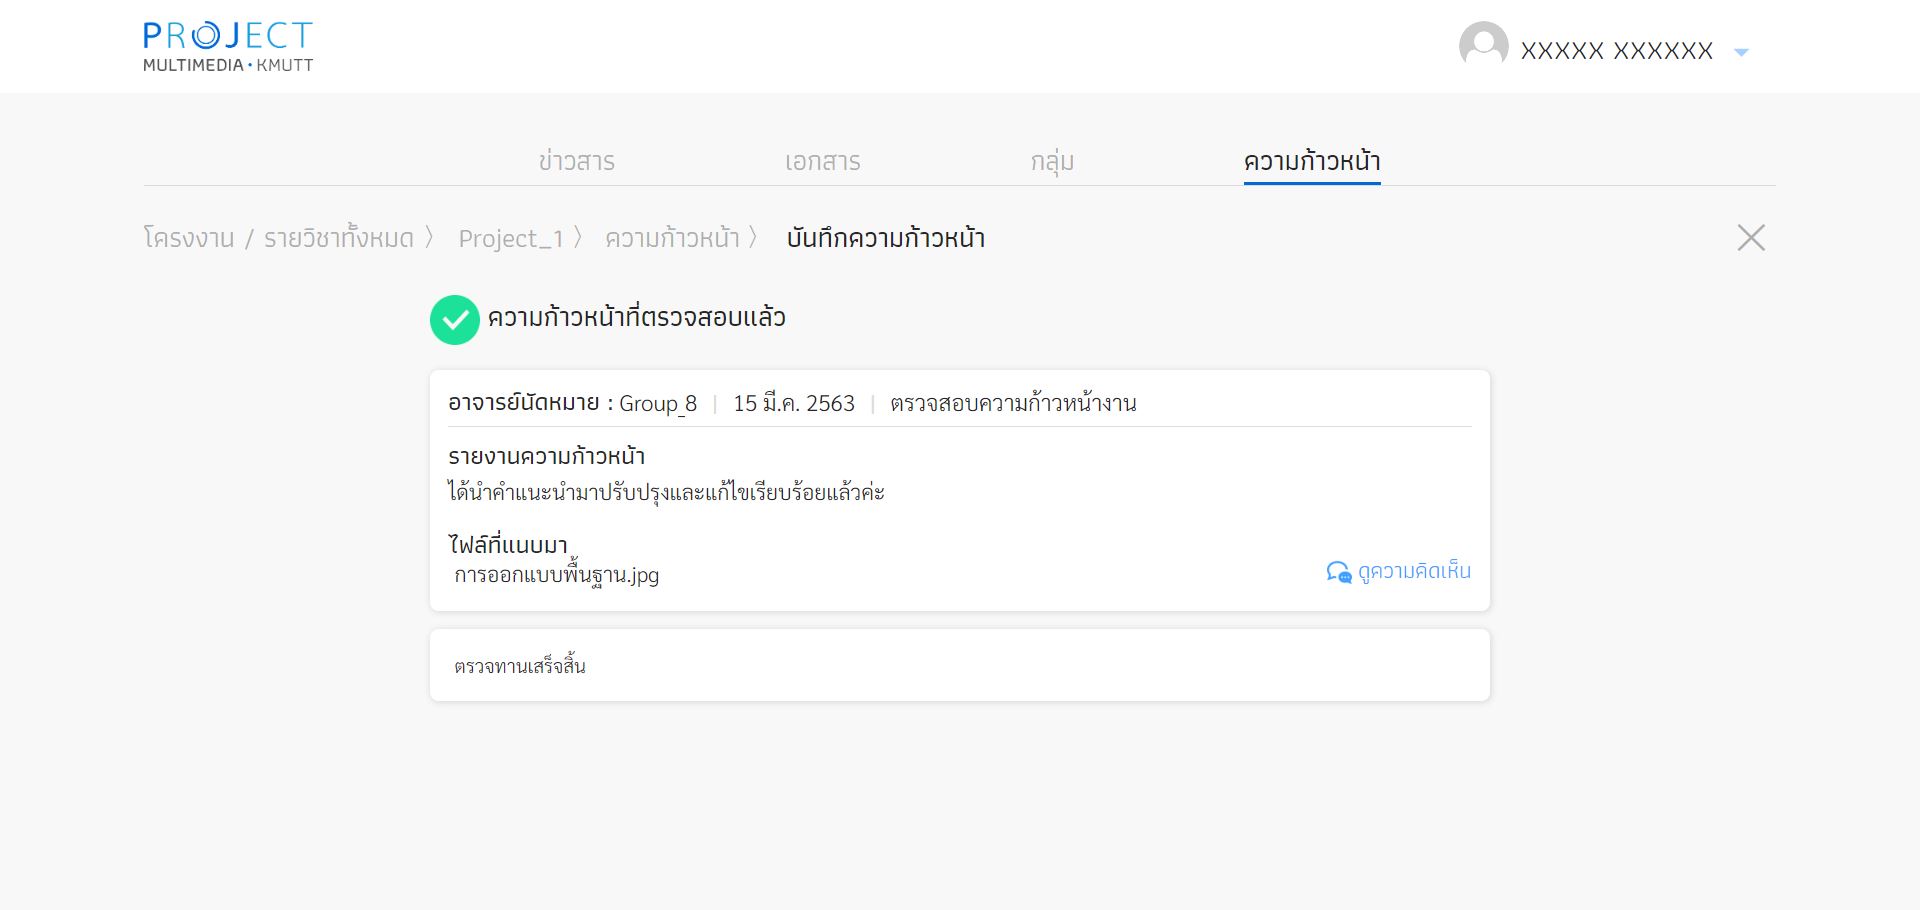 PROJECT
MULTIMEDIA • KMUTT
XXXXX XXXXXX
ข่าวสาร เอกสาร กลุ่ม ความก้าวหน้า
โครงงาน / รายวิชาทั้งหมด 〉 Project_1 〉 ความก้าวหน้า 〉 บันทึกความก้าวหน้า
ความก้าวหน้าที่ตรวจสอบแล้ว
อาจารย์นัดหมาย : Group_8 | 15 มี.ค. 2563 | ตรวจสอบความก้าวหน้างาน
รายงานความก้าวหน้า
ได้นำคำแนะนำมาปรับปรุงและแก้ไขเรียบร้อยแล้วค่ะ
ไฟล์ที่แนบมา
การออกแบบพื้นฐาน.jpg
ดูความคิดเห็น
ตรวจทานเสร็จสิ้น